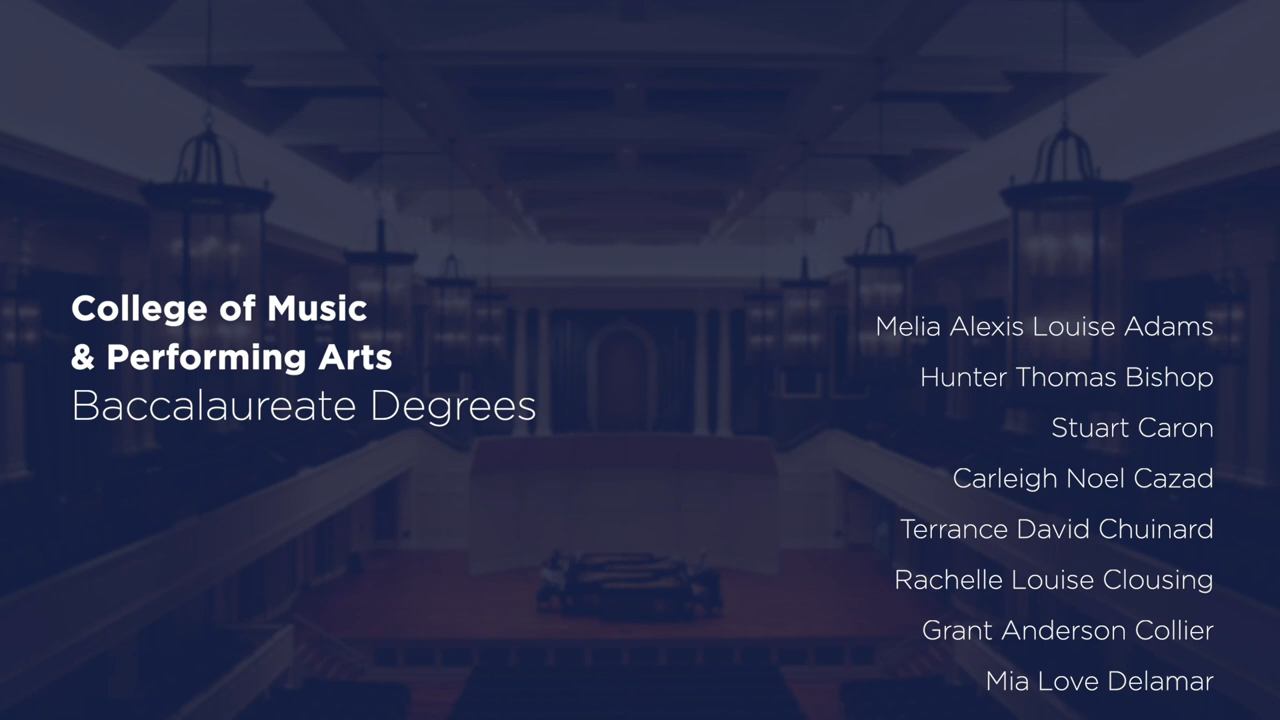 College of Music
& Performing Arts
Baccalaureate Degrees
Melia Alexis Louise Adams
Hunter Thomas Bishop
Stuart Caron
Carleigh Noel Cazad
Terrance David Chuinard
Rachelle Louise Clousing
Grant Anderson Collier
Mia Love Delamar